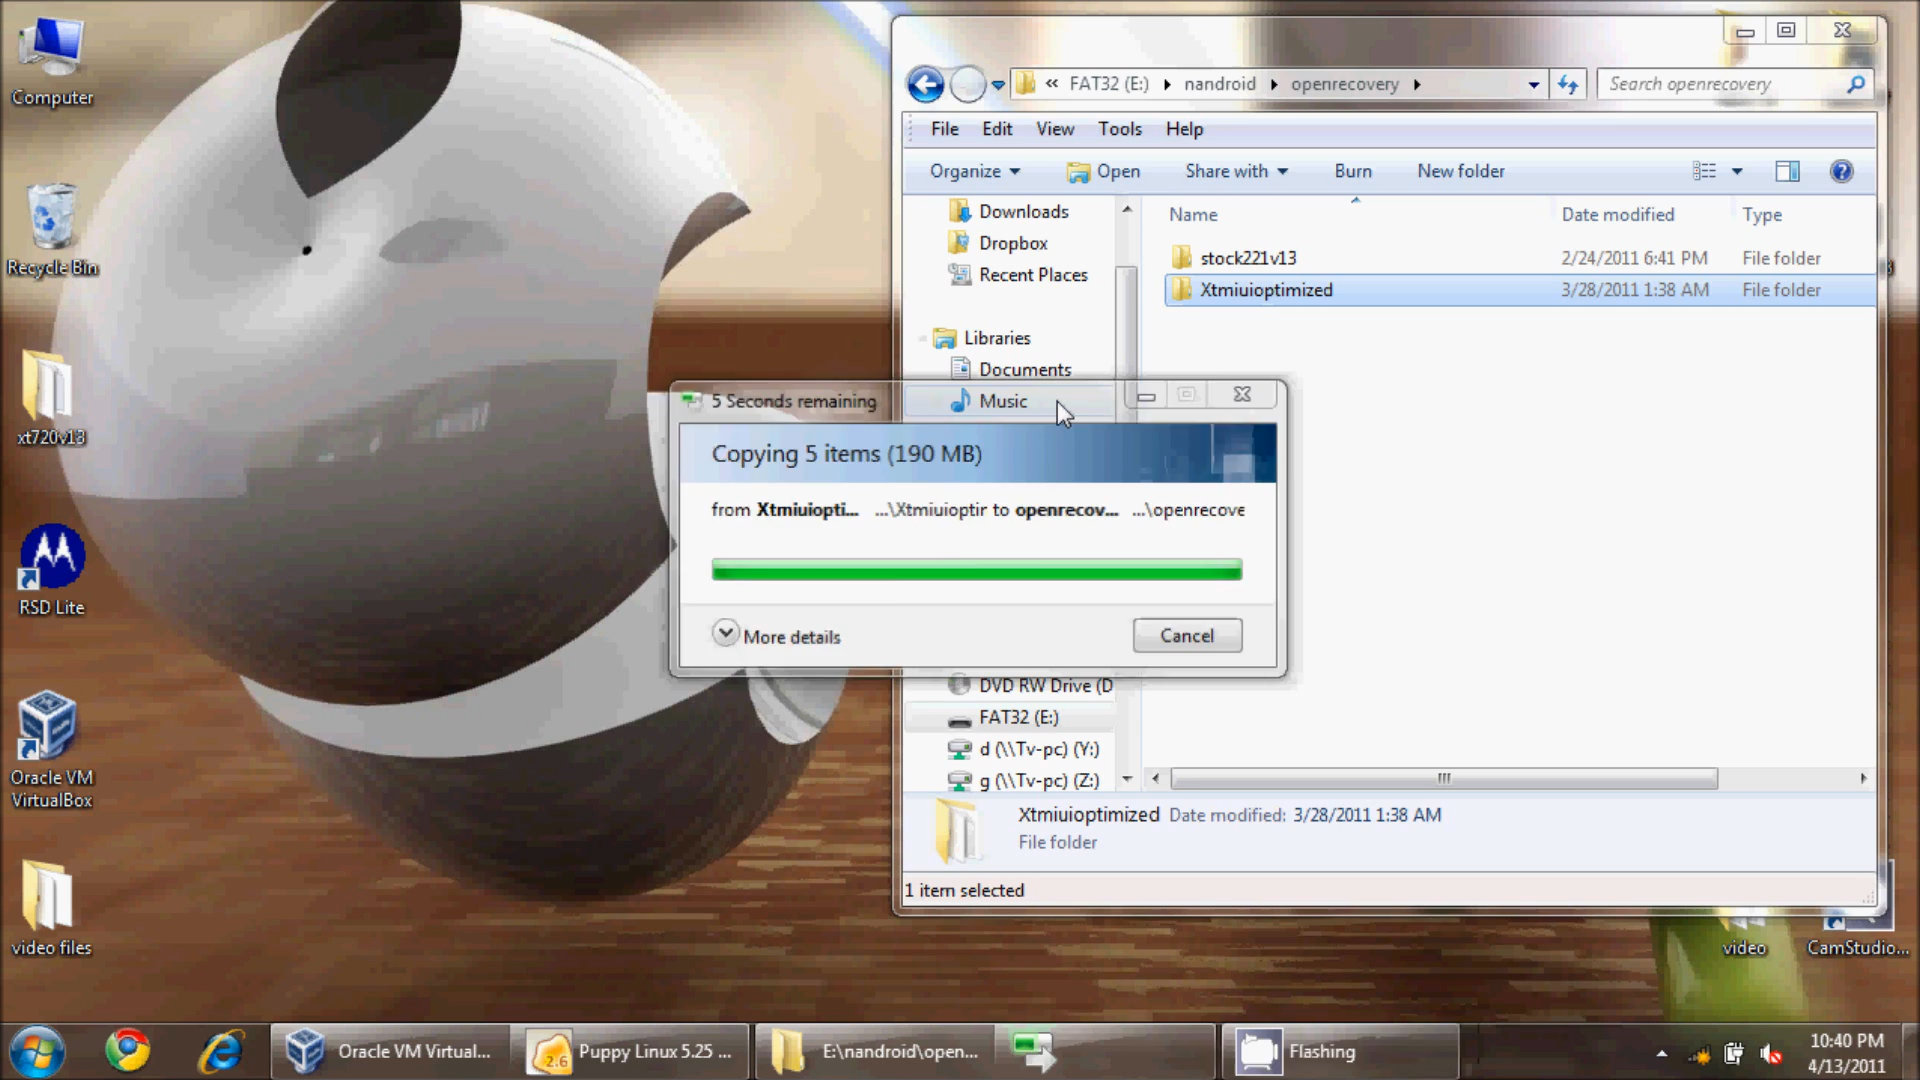 Computer
Recycle Bin
xt720v13
RSD Lite
Oracle VM
VirtualBox
video files
« FAT32 (E:) nandroid openrecovery
Search openrecovery
File Edit View Tools Help
Organize Open Share with Burn New folder
Downloads
Dropbox
Recent Places
Libraries
Documents
Music
Name Date modified Type
stock221v13 2/24/2011 6:41 PM File folder
Xtmiuioptimized 3/28/2011 1:38 AM File folder
5 Seconds remaining
Copying 5 items (190 MB)
from Xtmiuiopti... ...\Xtmiuioptir to openrecov... ...\openrecove
More details
Cancel
DVD RW Drive (D
FAT32 (E:)
d (\\Tv-pc) (Y:)
g (\\Tv-pc) (Z:)
Xtmiuioptimized Date modified: 3/28/2011 1:38 AM
File folder
1 item selected
video
CamStudio...
Oracle VM Virtual...
2.6
Puppy Linux 5.25 ...
E:\nandroid\open...
Flashing
10:40 PM
4/13/2011